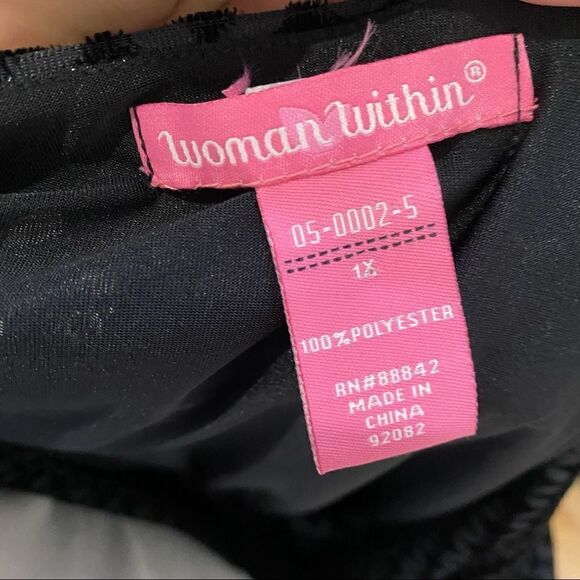 Woman Within®
05-0002-5
1X
100%POLYESTER
RN#88842
MADE IN
CHINA
92082